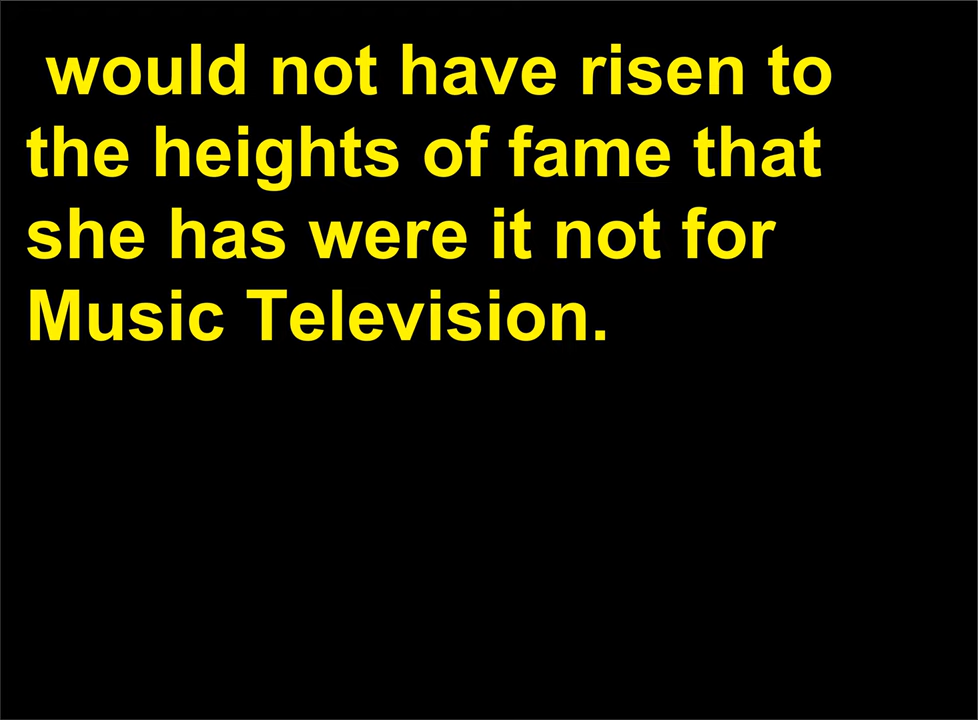 would not have risen to
the heights of fame that
she has were it not for
Music Television.